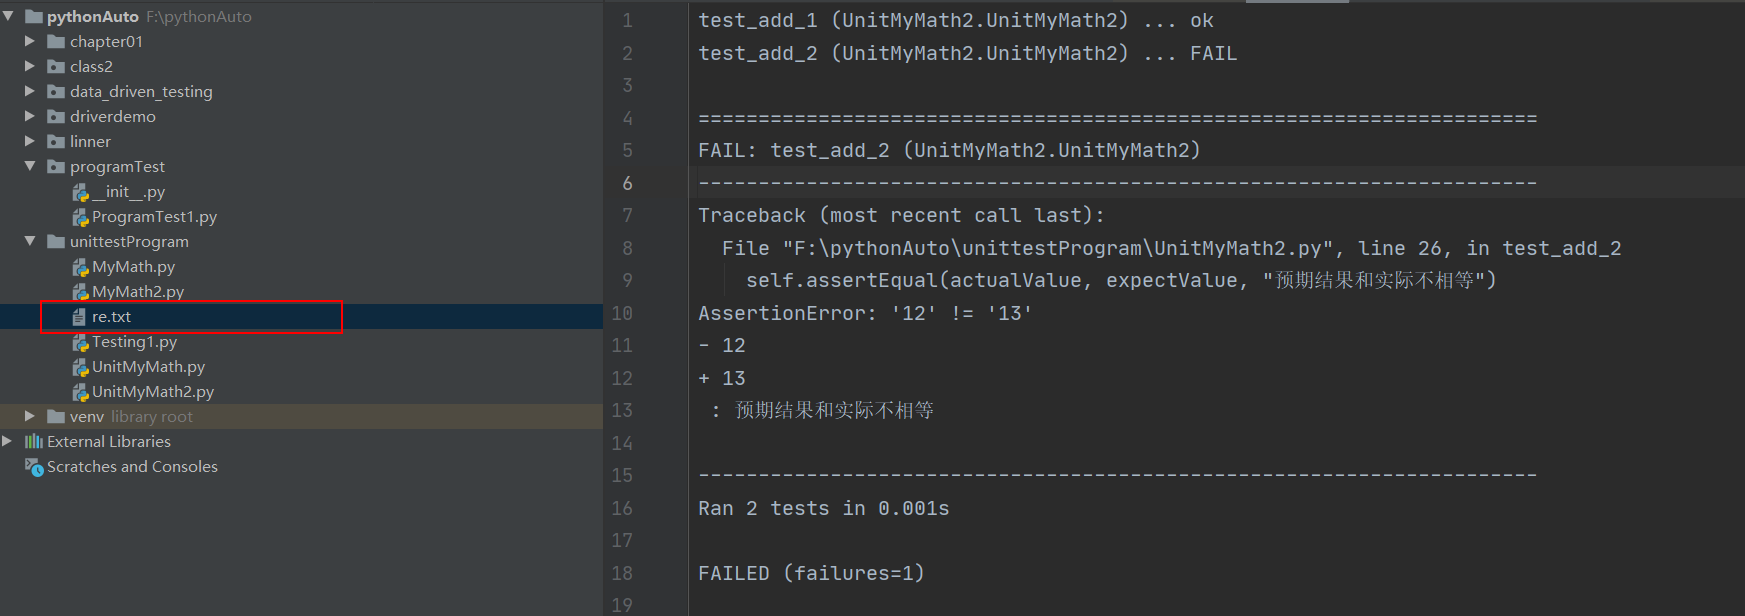 pythonAuto F:\pythonAuto
chapter01
class2
data_driven_testing
driverdemo
linner
programTest
__init__.py
ProgramTest1.py
unittestProgram
MyMath.py
MyMath2.py
re.txt
Testing1.py
UnitMyMath.py
UnitMyMath2.py
venv library root
External Libraries
Scratches and Consoles
1 test_add_1 (UnitMyMath2.UnitMyMath2) ... ok
2 test_add_2 (UnitMyMath2.UnitMyMath2) ... FAIL
3
4 ======================================================================
5 FAIL: test_add_2 (UnitMyMath2.UnitMyMath2)
6 ----------------------------------------------------------------------
7 Traceback (most recent call last):
8 File "F:\pythonAuto\unittestProgram\UnitMyMath2.py", line 26, in test_add_2
9 self.assertEqual(actualValue, expectValue, "预期结果和实际不相等")
10 AssertionError: '12' != '13'
11 - 12
12 + 13
13 : 预期结果和实际不相等
14
15 ----------------------------------------------------------------------
16 Ran 2 tests in 0.001s
17
18 FAILED (failures=1)
19